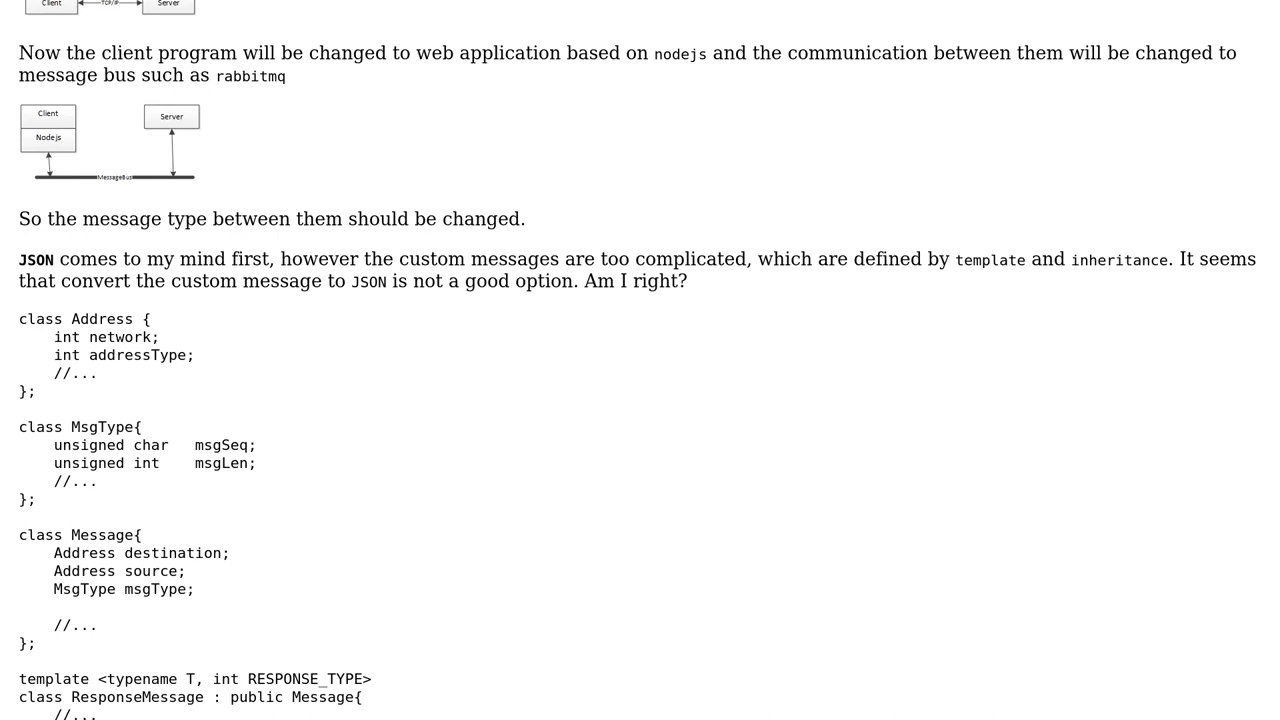 Client TCP/IP Server
Now the client program will be changed to web application based on nodejs and the communication between them will be changed to
message bus such as rabbitmq
Client Server
Nodejs
MessageBus
So the message type between them should be changed.
JSON comes to my mind first, however the custom messages are too complicated, which are defined by template and inheritance. It seems
that convert the custom message to JSON is not a good option. Am I right?
class Address {
    int network;
    int addressType;
    //...
};
class MsgType{
    unsigned char   msgSeq;
    unsigned int    msgLen;
    //...
};
class Message{
    Address destination;
    Address source;
    MsgType msgType;
    //...
};
template <typename T, int RESPONSE_TYPE>
class ResponseMessage : public Message{
    //...